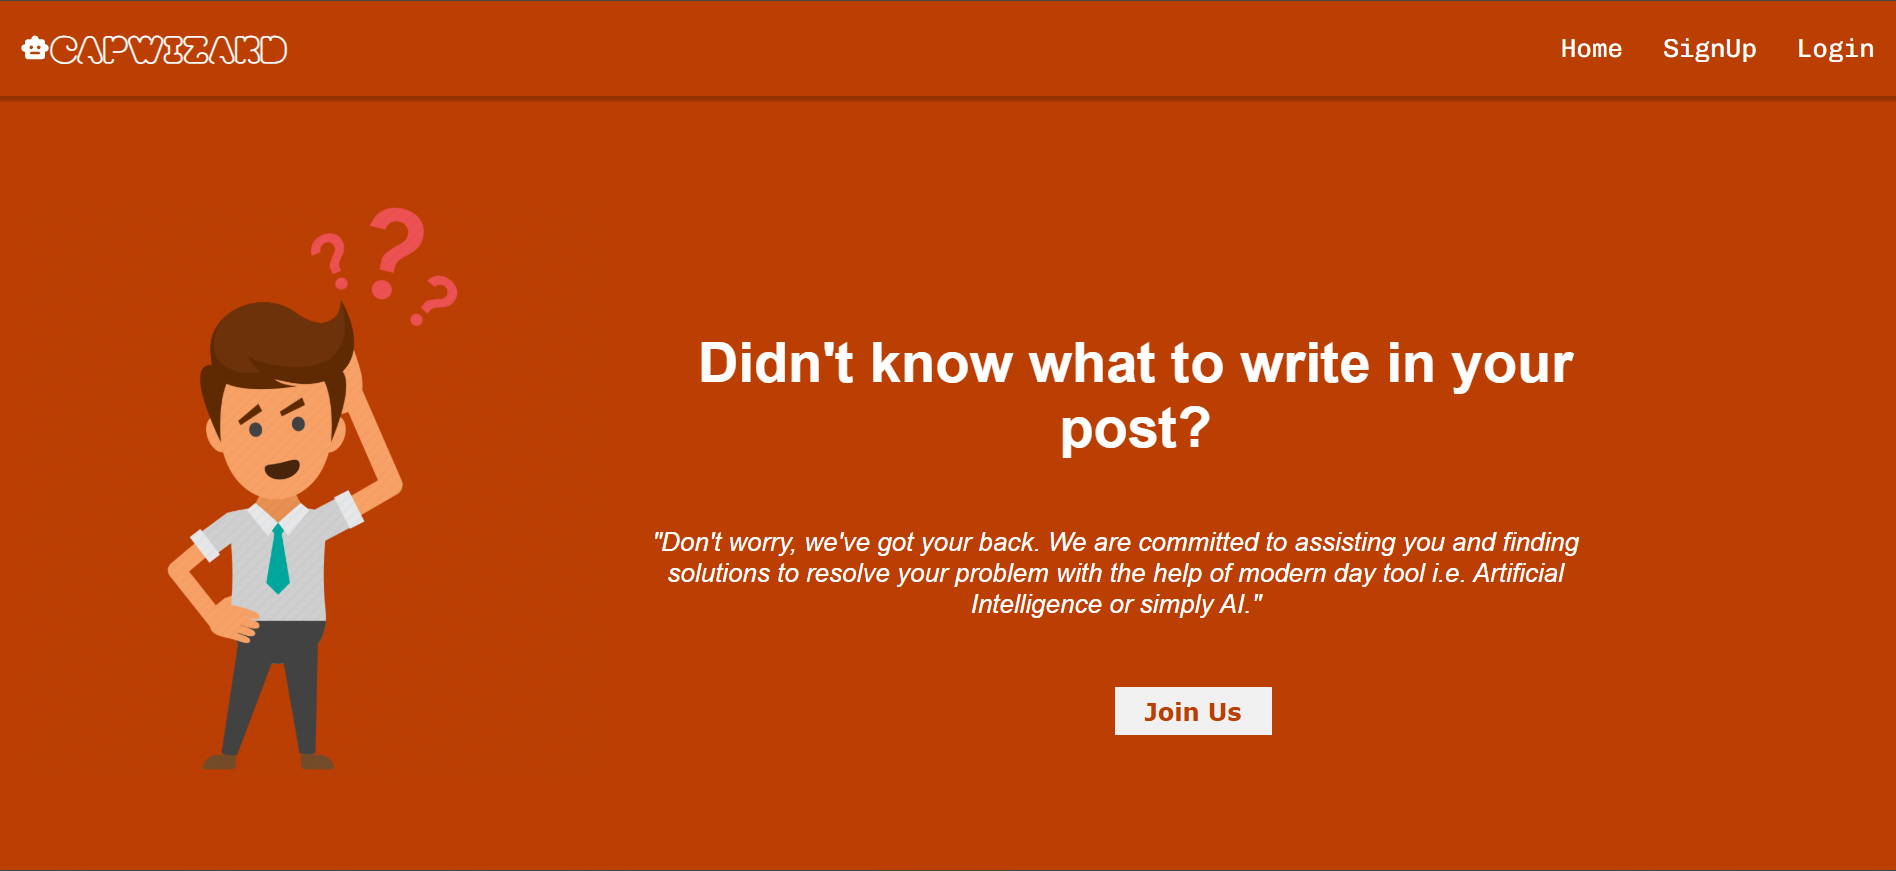 CAPWIZARD
Home SignUp Login
? ? ?
Didn't know what to write in your
post?
"Don't worry, we've got your back. We are committed to assisting you and finding
solutions to resolve your problem with the help of modern day tool i.e. Artificial
Intelligence or simply AI."
Join Us